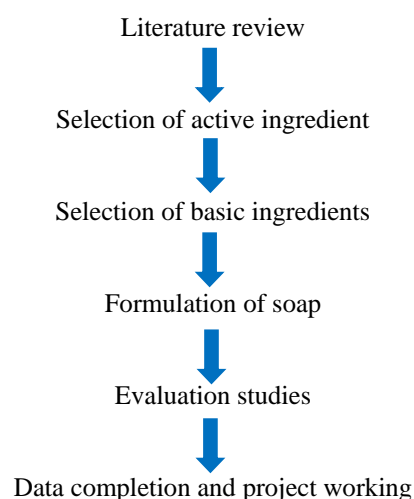 Literature review
Selection of active ingredient
Selection of basic ingredients
Formulation of soap
Evaluation studies
Data completion and project working